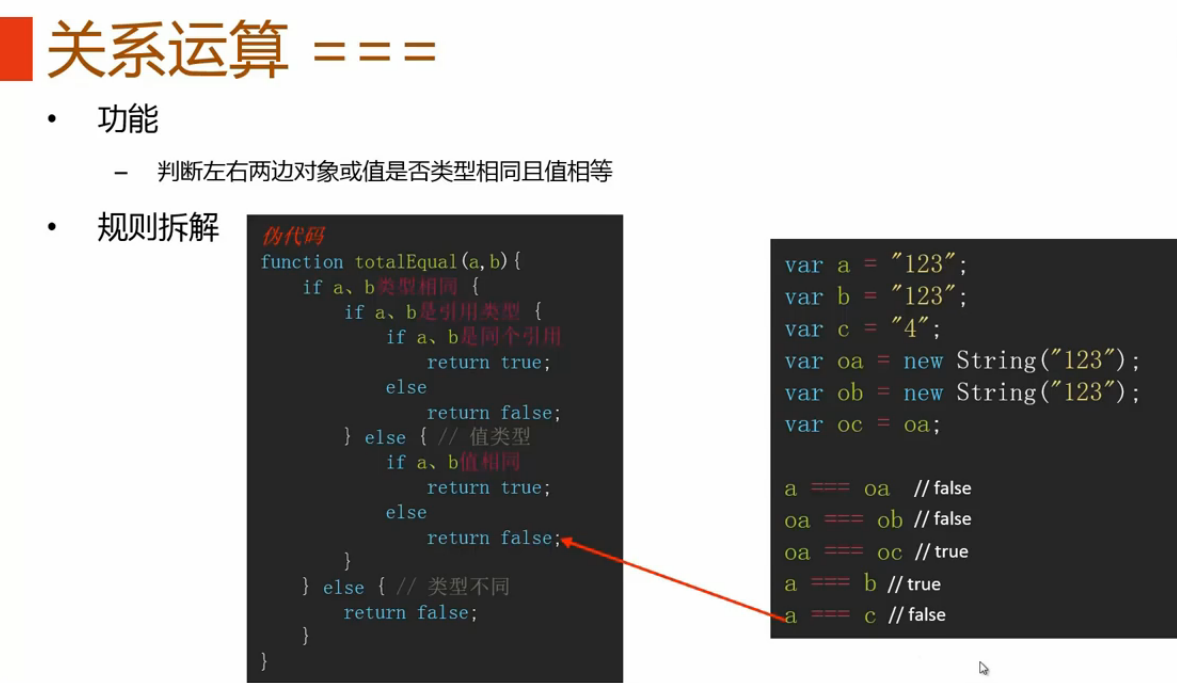 关系运算 ===
• 功能
– 判断左右两边对象或值是否类型相同且值相等
• 规则拆解
伪代码
function totalEqual(a,b){
if a、b类型相同 {
if a、b是引用类型 {
if a、b是同个引用
return true;
else
return false;
} else { // 值类型
if a、b值相同
return true;
else
return false;
}
} else { // 类型不同
return false;
}
}
var a = "123";
var b = "123";
var c = "4";
var oa = new String("123");
var ob = new String("123");
var oc = oa;
a === oa //false
oa === ob //false
oa === oc //true
a === b //true
a === c //false